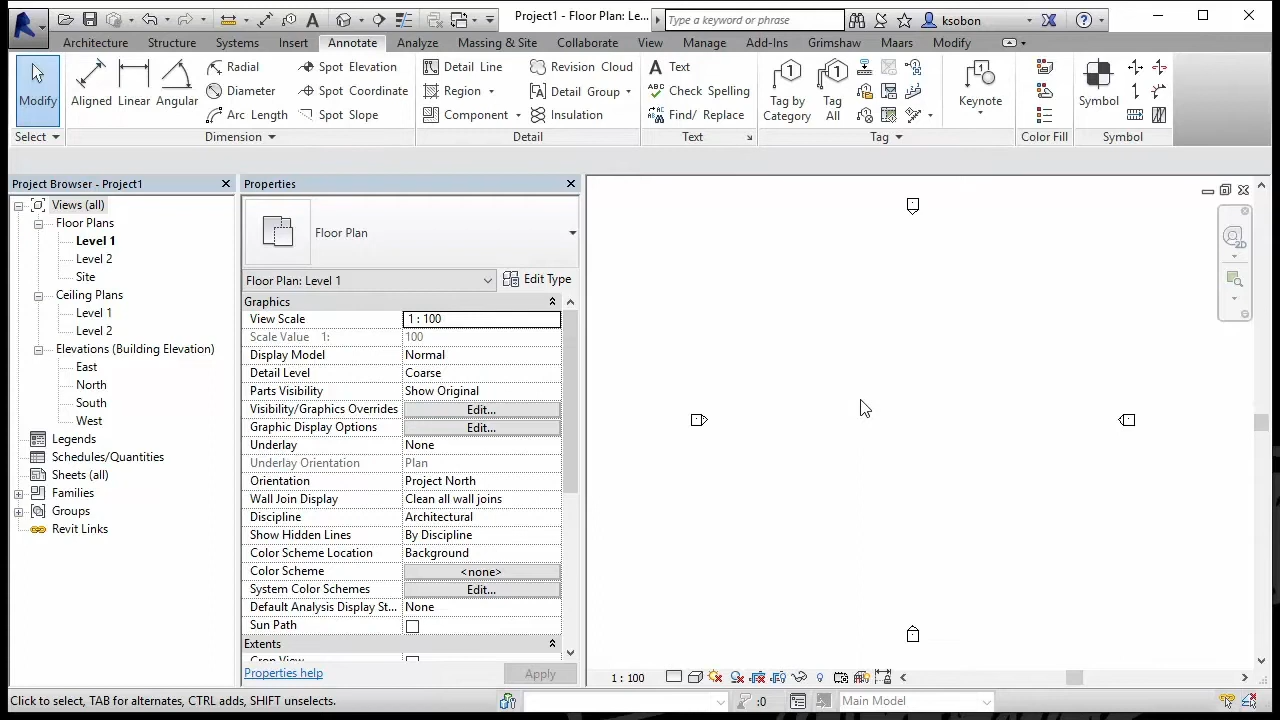 Project1 - Floor Plan: Le...
Type a keyword or phrase
ksobon
Architecture Structure Systems Insert Annotate Analyze Massing & Site Collaborate View Manage Add-Ins Grimshaw Maars Modify
Modify
Aligned
Linear
Angular
Radial
Diameter
Arc Length
Spot Elevation
Spot Coordinate
Spot Slope
Detail Line
Region
Component
Revision Cloud
Detail Group
Insulation
Text
Check Spelling
Find/ Replace
Tag by
Category
Tag
All
Keynote
Symbol
Select Dimension Detail Text Tag Color Fill Symbol
Project Browser - Project1
Views (all)
Floor Plans
Level 1
Level 2
Site
Ceiling Plans
Level 1
Level 2
Elevations (Building Elevation)
East
North
South
West
Legends
Schedules/Quantities
Sheets (all)
Families
Groups
Revit Links
Properties
Floor Plan
Floor Plan: Level 1 Edit Type
Graphics
View Scale 1 : 100
Scale Value 1: 100
Display Model Normal
Detail Level Coarse
Parts Visibility Show Original
Visibility/Graphics Overrides Edit...
Graphic Display Options Edit...
Underlay None
Underlay Orientation Plan
Orientation Project North
Wall Join Display Clean all wall joins
Discipline Architectural
Show Hidden Lines By Discipline
Color Scheme Location Background
Color Scheme <none>
System Color Schemes Edit...
Default Analysis Display St... None
Sun Path
Extents
Crop View
Properties help Apply
2D
1 : 100
Click to select, TAB for alternates, CTRL adds, SHIFT unselects.
:0
Main Model